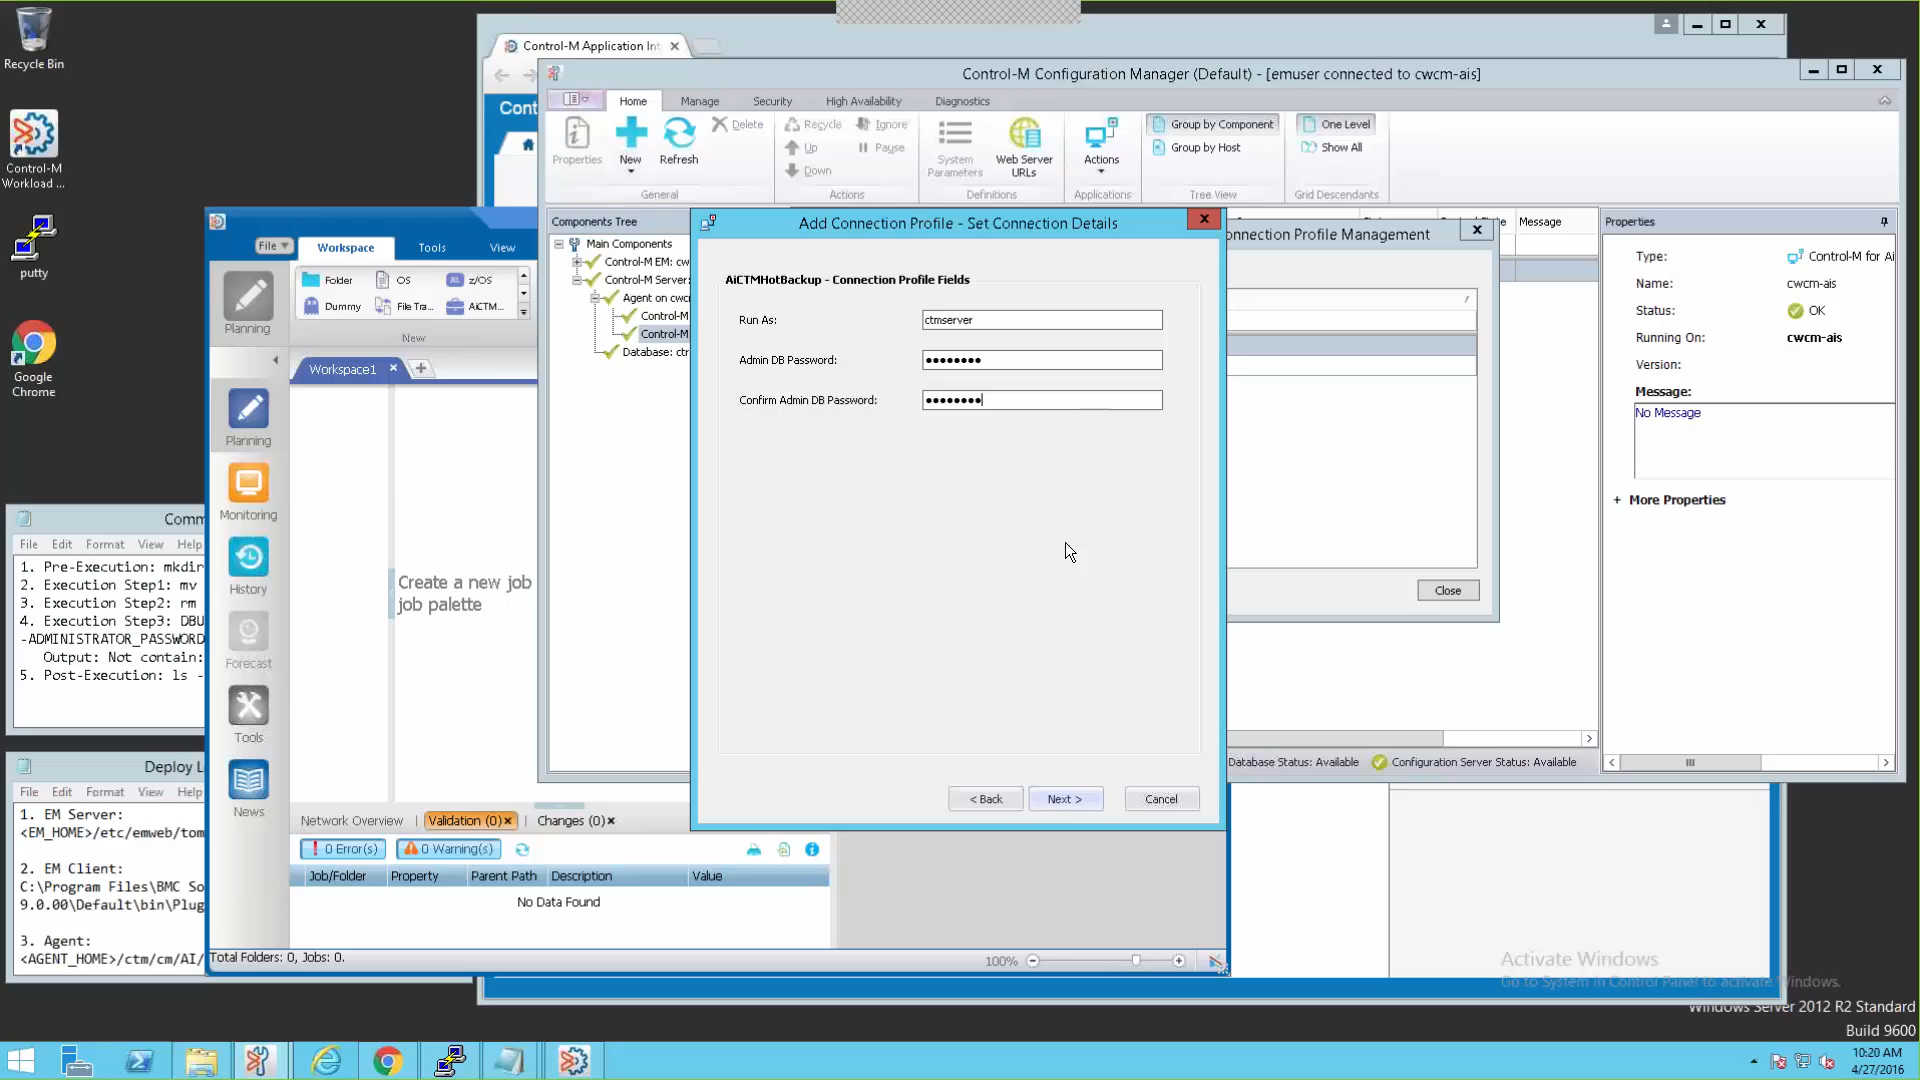 Recycle Bin
Control-M
Workload ...
putty
Google
Chrome
Control-M Application Int
Cont
Control-M Configuration Manager (Default) - [emuser connected to cwcm-ais]
Home
Manage
Security
High Availability
Diagnostics
Properties
New
Refresh
Delete
General
Recycle
Ignore
Up
Pause
Down
Actions
System
Parameters
Web Server
URLs
Definitions
Actions
Applications
Group by Component
Group by Host
Tree View
One Level
Show All
Grid Descendants
Components Tree
Main Components
Control-M EM: cw
Control-M Server:
Agent on cwc
Control-M
Control-M
Database: ctr
Message
Properties
Type:
Control-M for Ai
Name:
cwcm-ais
Status:
OK
Running On:
cwcm-ais
Version:
Message:
No Message
+ More Properties
Database Status: Available
Configuration Server Status: Available
nnection Profile Management
Close
Add Connection Profile - Set Connection Details
AiCTMHotBackup - Connection Profile Fields
Run As:
ctmserver
Admin DB Password:
●●●●●●●●
Confirm Admin DB Password:
●●●●●●●●
< Back
Next >
Cancel
File
Workspace
Tools
View
Planning
Folder
OS
z/OS
Dummy
File Tra...
AiCTM...
New
Workspace1
Planning
Monitoring
History
Forecast
Tools
News
Create a new job
job palette
Network Overview
Validation (0)
Changes (0)
0 Error(s)
0 Warning(s)
Job/Folder
Property
Parent Path
Description
Value
No Data Found
Total Folders: 0, Jobs: 0.
100%
Comm
File Edit Format View Help
1. Pre-Execution: mkdir
2. Execution Step1: mv
3. Execution Step2: rm
4. Execution Step3: DBU
-ADMINISTRATOR_PASSWORD
Output: Not contain:
5. Post-Execution: ls -
Deploy L
File Edit Format View Help
1. EM Server:
<EM_HOME>/etc/emweb/tom
2. EM Client:
C:\Program Files\BMC So
9.0.00\Default\bin\Plug
3. Agent:
<AGENT_HOME>/ctm/cm/AI/
Activate Windows
Go to System in Control Panel to activate Windows.
Windows Server 2012 R2 Standard
Build 9600
10:20 AM
4/27/2016